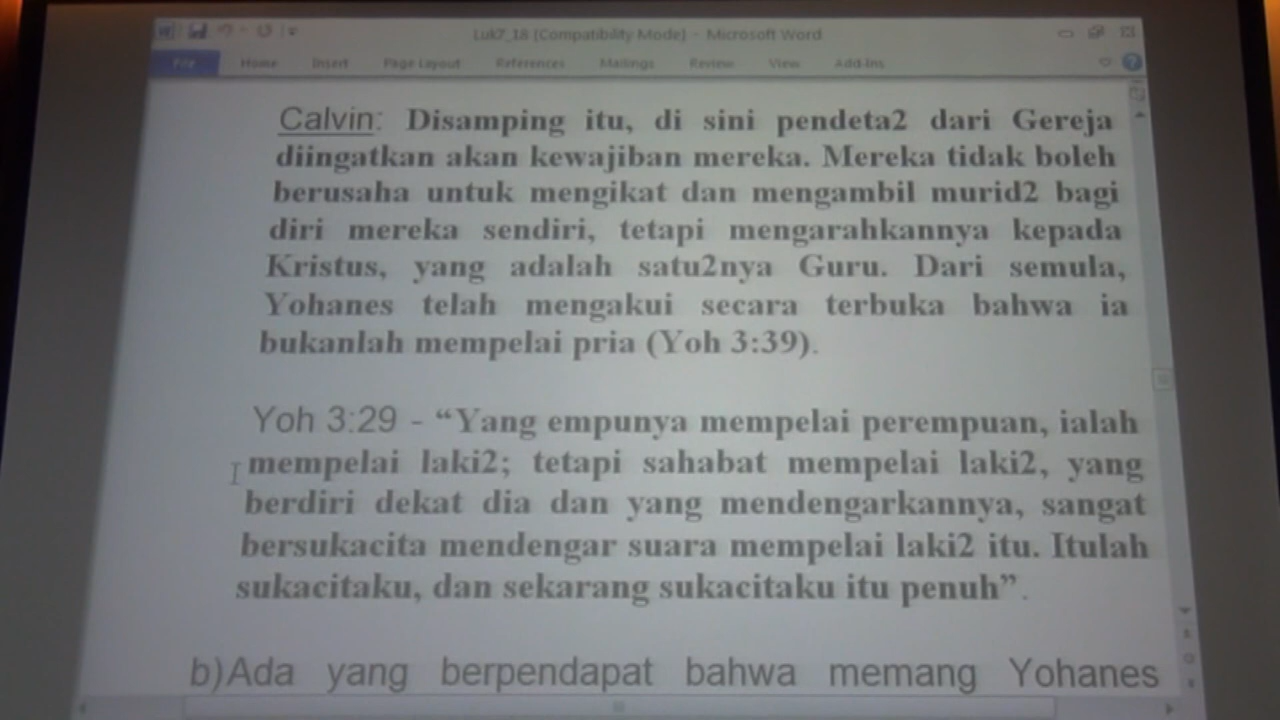 Luk7_18 [Compatibility Mode] - Microsoft Word
File Home Insert Page Layout References Mailings Review View Add-Ins
Calvin: Disamping itu, di sini pendeta2 dari Gereja
diingatkan akan kewajiban mereka. Mereka tidak boleh
berusaha untuk mengikat dan mengambil murid2 bagi
diri mereka sendiri, tetapi mengarahkannya kepada
Kristus, yang adalah satu2nya Guru. Dari semula,
Yohanes telah mengakui secara terbuka bahwa ia
bukanlah mempelai pria (Yoh 3:39).
Yoh 3:29 - “Yang empunya mempelai perempuan, ialah
mempelai laki2; tetapi sahabat mempelai laki2, yang
berdiri dekat dia dan yang mendengarkannya, sangat
bersukacita mendengar suara mempelai laki2 itu. Itulah
sukacitaku, dan sekarang sukacitaku itu penuh”.
b)Ada yang berpendapat bahwa memang Yohanes